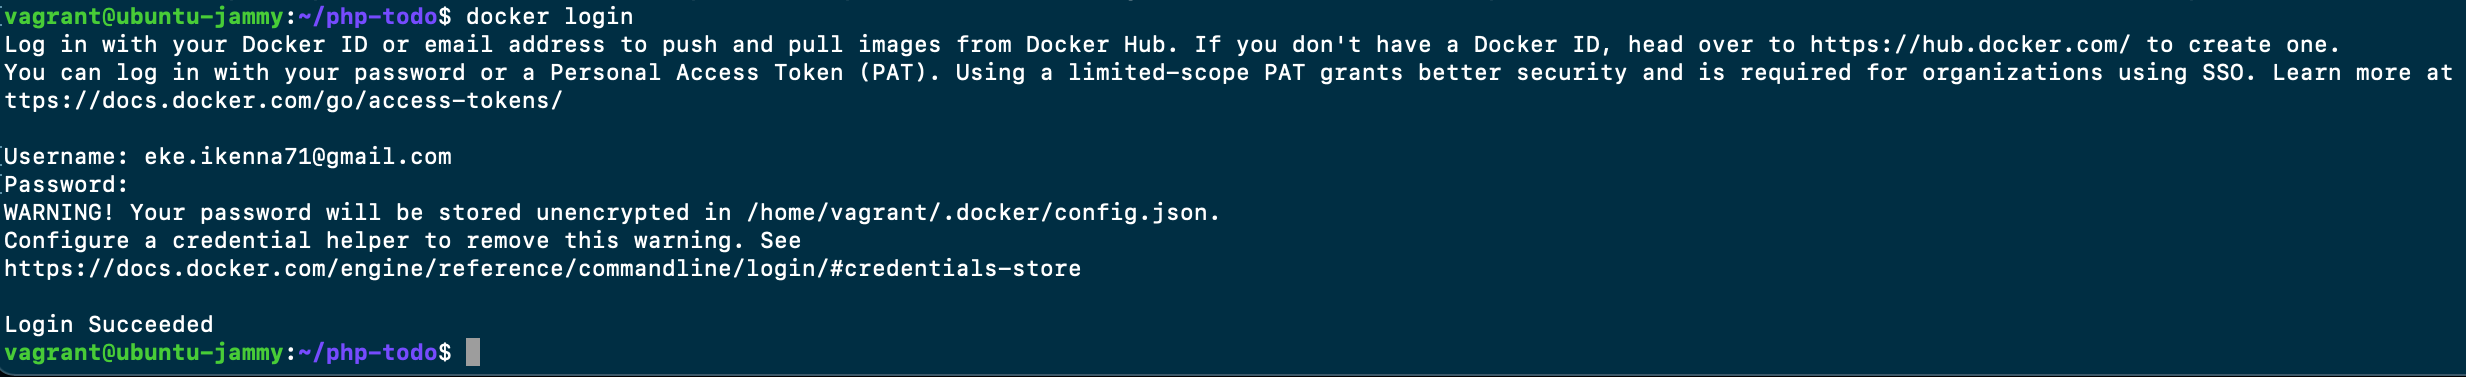 vagrant@ubuntu-jammy:~/php-todo$ docker login
Log in with your Docker ID or email address to push and pull images from Docker Hub. If you don't have a Docker ID, head over to https://hub.docker.com/ to create one.
You can log in with your password or a Personal Access Token (PAT). Using a limited-scope PAT grants better security and is required for organizations using SSO. Learn more at
ttps://docs.docker.com/go/access-tokens/
Username: eke.ikenna71@gmail.com
Password:
WARNING! Your password will be stored unencrypted in /home/vagrant/.docker/config.json.
Configure a credential helper to remove this warning. See
https://docs.docker.com/engine/reference/commandline/login/#credentials-store
Login Succeeded
vagrant@ubuntu-jammy:~/php-todo$